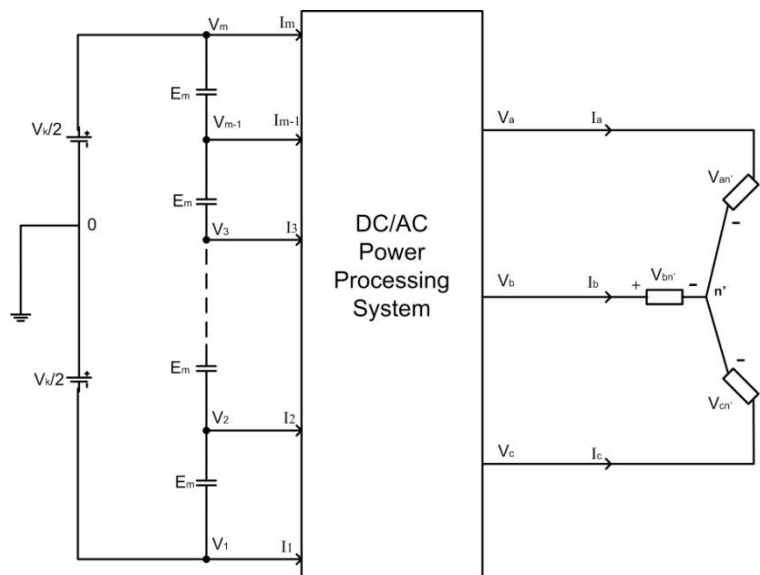 Vm Im
Em
Vk/2
Vm-1 Im-1
Va Ia
Van'
Em
0
V3 I3
DC/AC
Power
Processing
System
Vb Ib + Vbn' - n'
-
-
Em
Vk/2
Vcn'
V2 I2
Vc Ic
Em
V1 I1